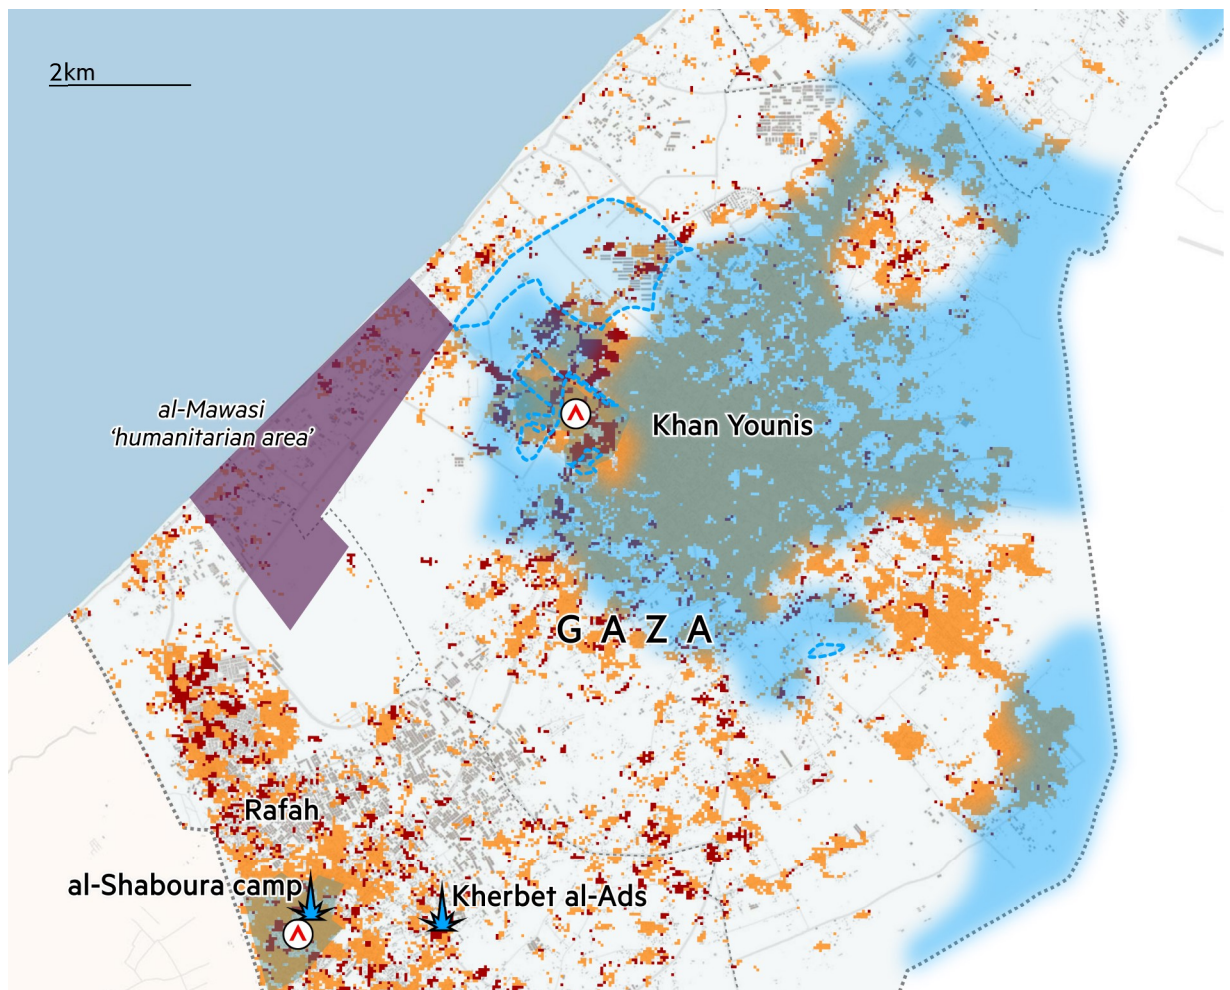 2km
al-Mawasi
‘humanitarian area’
Khan Younis
G A Z A
Rafah
al-Shaboura camp
Kherbet al-Ads